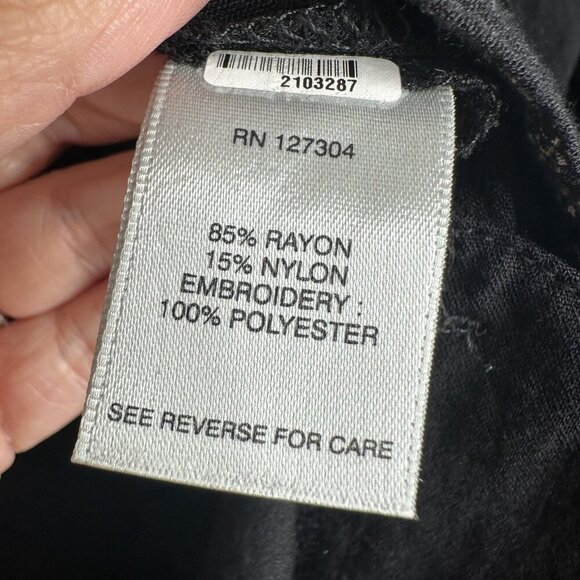 2103287
RN 127304
85% RAYON
15% NYLON
EMBROIDERY :
100% POLYESTER
SEE REVERSE FOR CARE